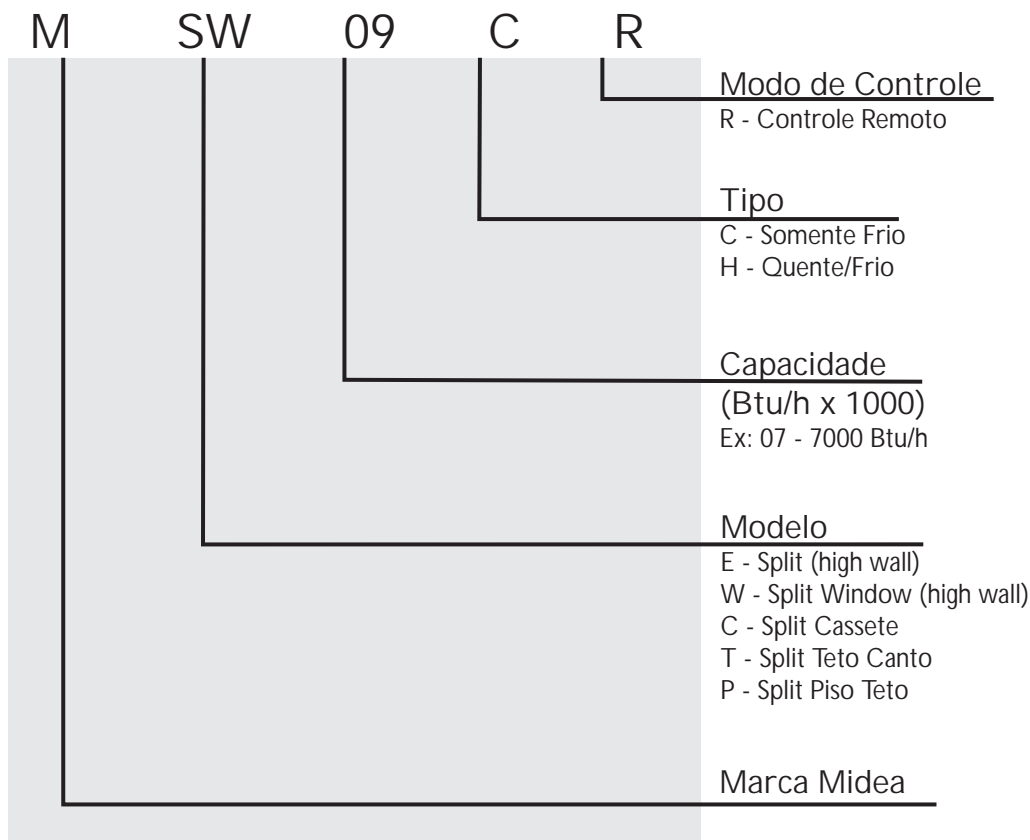 M SW 09 C R
Modo de Controle
R - Controle Remoto
Tipo
C - Somente Frio
H - Quente/Frio
Capacidade
(Btu/h x 1000)
Ex: 07 - 7000 Btu/h
Modelo
E - Split (high wall)
W - Split Window (high wall)
C - Split Cassete
T - Split Teto Canto
P - Split Piso Teto
Marca Midea